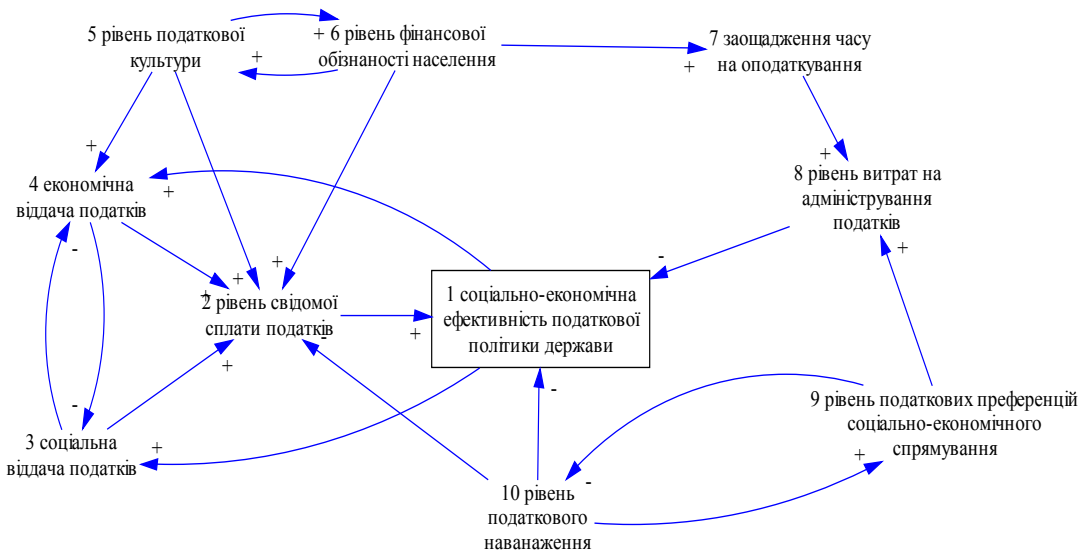 5 рівень податкової
культури
+ 6 рівень фінансової
обізнаності населення
+
7 заощадження часу
на оподаткування
+
+
4 економічна
віддача податків
+
+
8 рівень витрат на
адміністрування
податків
-
+
+
+
2 рівень свідомої
сплати податків
+
-
+
1 соціально-економічна
ефективність податкової
політики держави
+
-
-
+
-
3 соціальна
віддача податків
+
9 рівень податкових преференцій
соціально-економічного
спрямування
+
-
10 рівень
податкового
наванаження